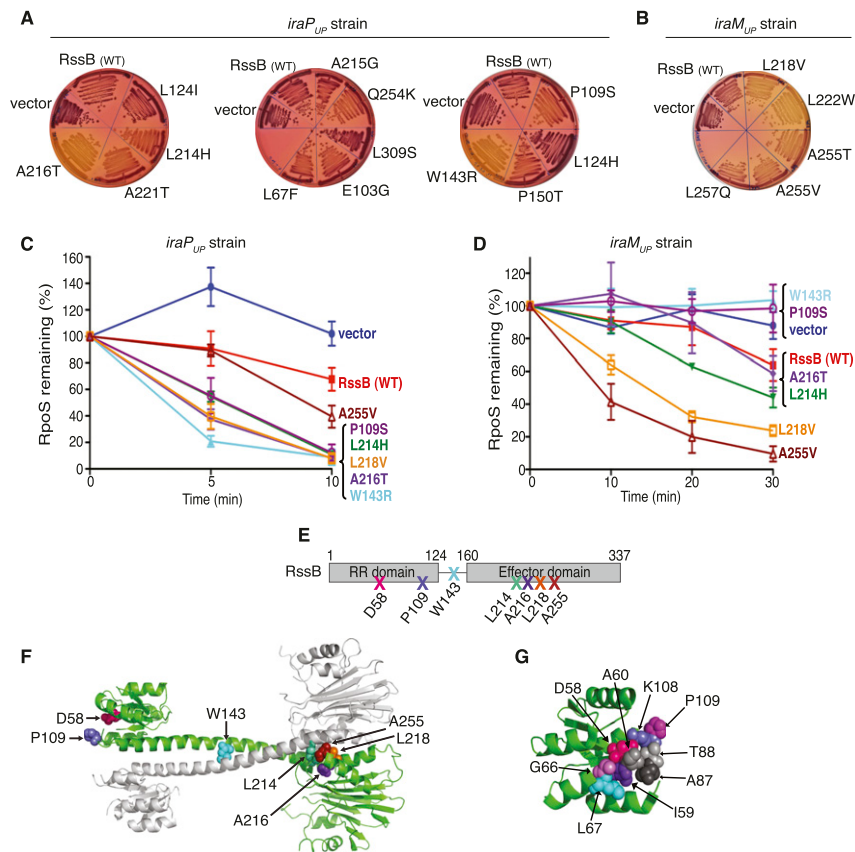 A
iraP_UP strain
RssB (WT)
L124I
vector
L214H
A216T
A221T
RssB (WT)
A215G
Q254K
vector
L309S
L67F
E103G
RssB (WT)
P109S
vector
L124H
W143R
P150T
B
iraM_UP strain
RssB (WT)
L218V
L222W
vector
A255T
L257Q
A255V
C
iraP_UP strain
RpoS remaining (%)
160
140
120
100
80
60
40
20
0
0
5
10
Time (min)
vector
RssB (WT)
A255V
P109S
L214H
L218V
A216T
W143R
D
iraM_UP strain
RpoS remaining (%)
120
100
80
60
40
20
0
0
10
20
30
Time (min)
W143R
P109S
vector
RssB (WT)
A216T
L214H
L218V
A255V
E
1
124
160
337
RssB
RR domain
Effector domain
D58
P109
W143
L214
A216
L218
A255
F
D58
P109
W143
A255
L218
L214
A216
G
A60
D58
K108
P109
T88
G66
A87
I59
L67